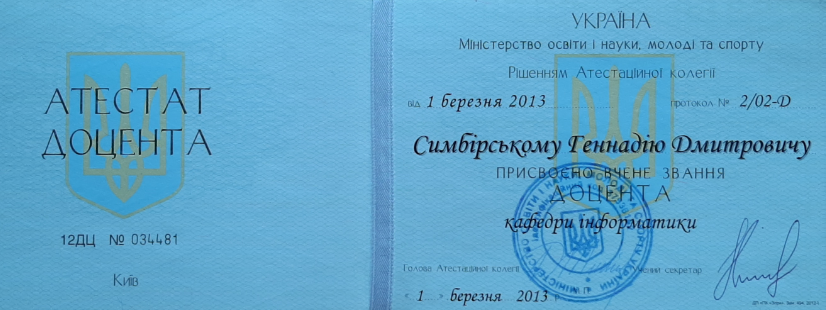 АТЕСТАТ
ДОЦЕНТА
12ДЦ № 034481
Київ
УКРАЇНА
Міністерство освіти і науки, молоді та спорту
Рішенням Атестаційної колегії
від 1 березня 2013 протокол № 2/02-D
Симбірському Геннадію Дмитровичу
ПРИСВОЄНО ВЧЕНЕ ЗВАННЯ
ДОЦЕНТА
кафедри інформатики
Голова Атестаційної колегії Вчений секретар
« 1 » березня 2013 р.